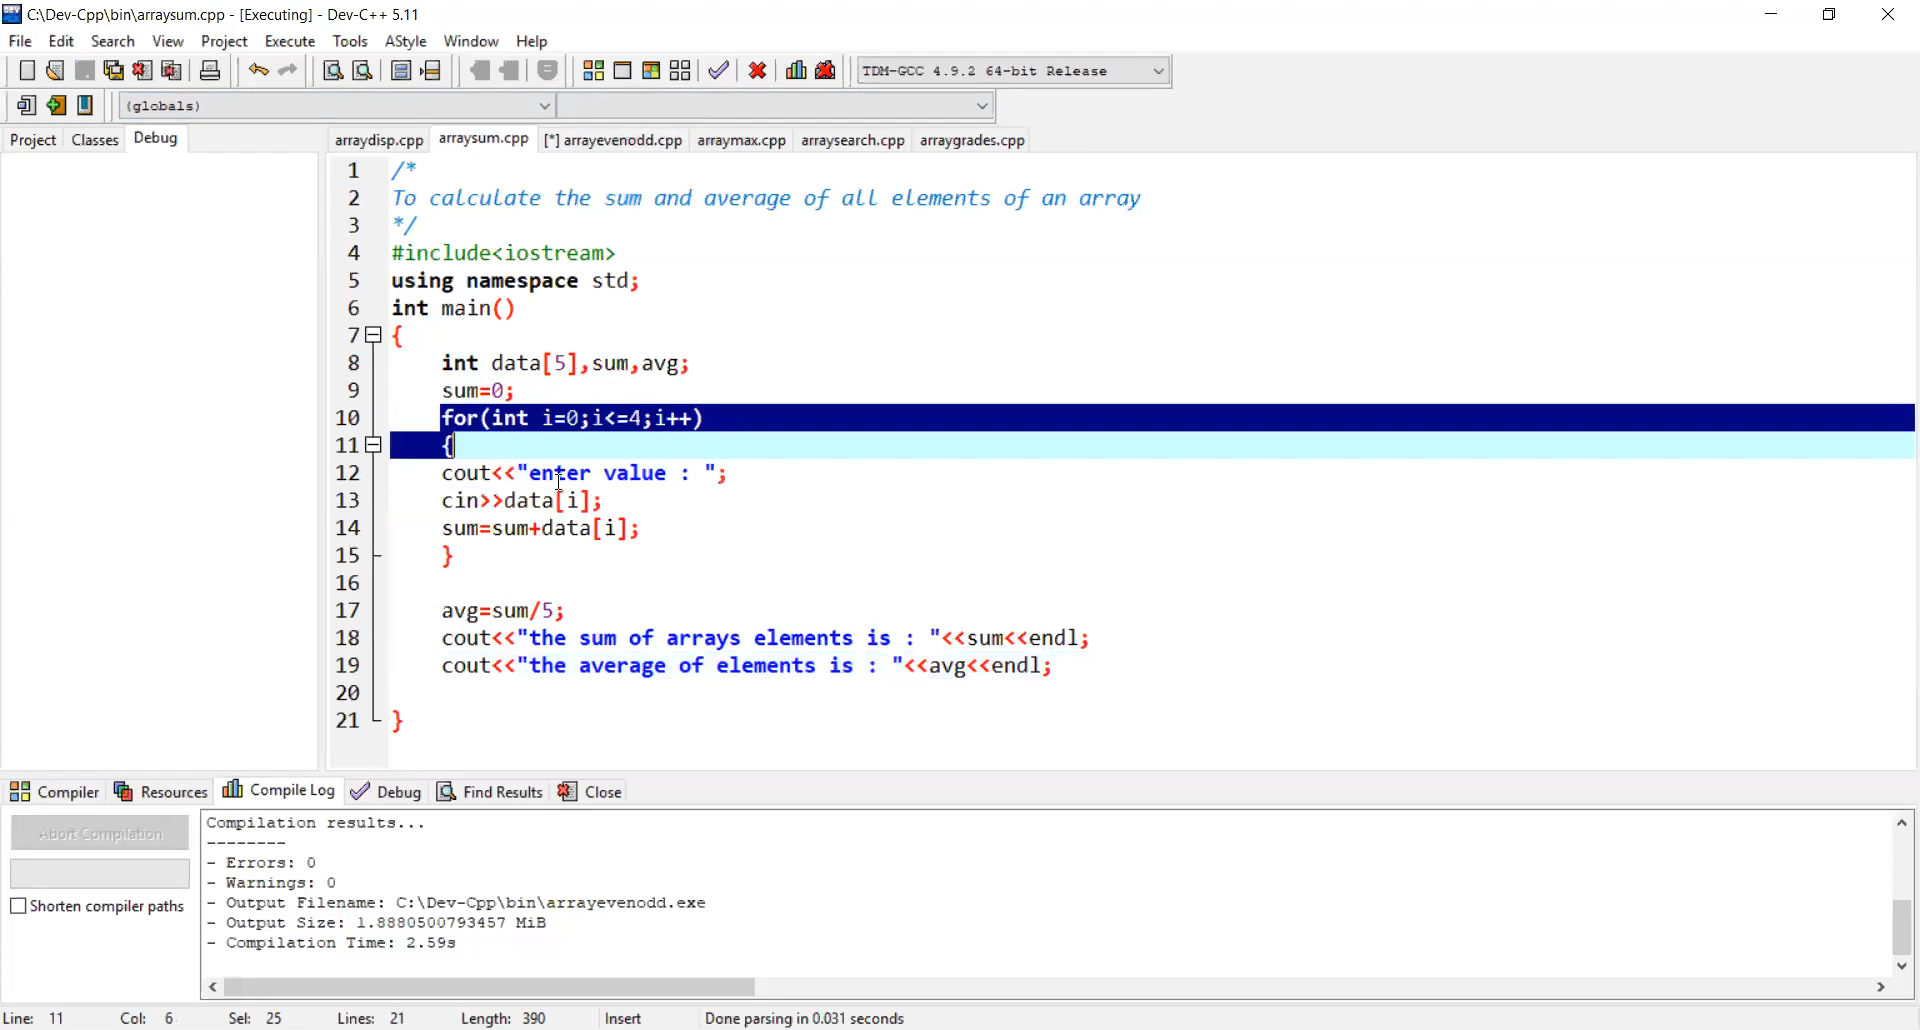 C:\Dev-Cpp\bin\arraysum.cpp - [Executing] - Dev-C++ 5.11
File Edit Search View Project Execute Tools AStyle Window Help
TDM-GCC 4.9.2 64-bit Release
(globals)
Project Classes Debug
arraydisp.cpp arraysum.cpp [*] arrayevenodd.cpp arraymax.cpp arraysearch.cpp arraygrades.cpp
1 /*
2 To calculate the sum and average of all elements of an array
3 */
4 #include<iostream>
5 using namespace std;
6 int main()
7 {
8 int data[5],sum,avg;
9 sum=0;
10 for(int i=0;i<=4;i++)
11 {
12 cout<<"enter value : ";
13 cin>>data[i];
14 sum=sum+data[i];
15 }
16
17 avg=sum/5;
18 cout<<"the sum of arrays elements is : "<<sum<<endl;
19 cout<<"the average of elements is : "<<avg<<endl;
20
21 }
Compiler Resources Compile Log Debug Find Results Close
Abort Compilation
Shorten compiler paths
Compilation results...
--------
- Errors: 0
- Warnings: 0
- Output Filename: C:\Dev-Cpp\bin\arrayevenodd.exe
- Output Size: 1.8880500793457 MiB
- Compilation Time: 2.59s
Line: 11 Col: 6 Sel: 25 Lines: 21 Length: 390 Insert Done parsing in 0.031 seconds